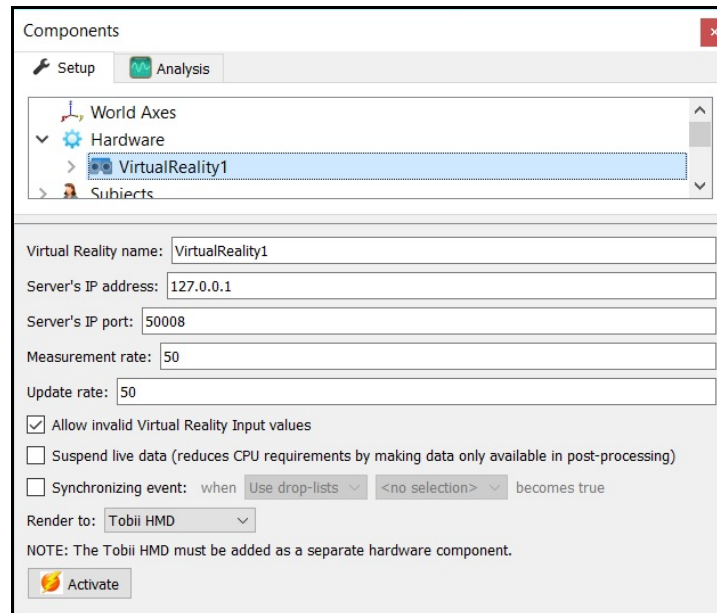 Components
Setup
Analysis
World Axes
Hardware
VirtualReality1
Subjects
Virtual Reality name: VirtualReality1
Server's IP address: 127.0.0.1
Server's IP port: 50008
Measurement rate: 50
Update rate: 50
Allow invalid Virtual Reality Input values
Suspend live data (reduces CPU requirements by making data only available in post-processing)
Synchronizing event: when Use drop-lists <no selection> becomes true
Render to: Tobii HMD
NOTE: The Tobii HMD must be added as a separate hardware component.
Activate